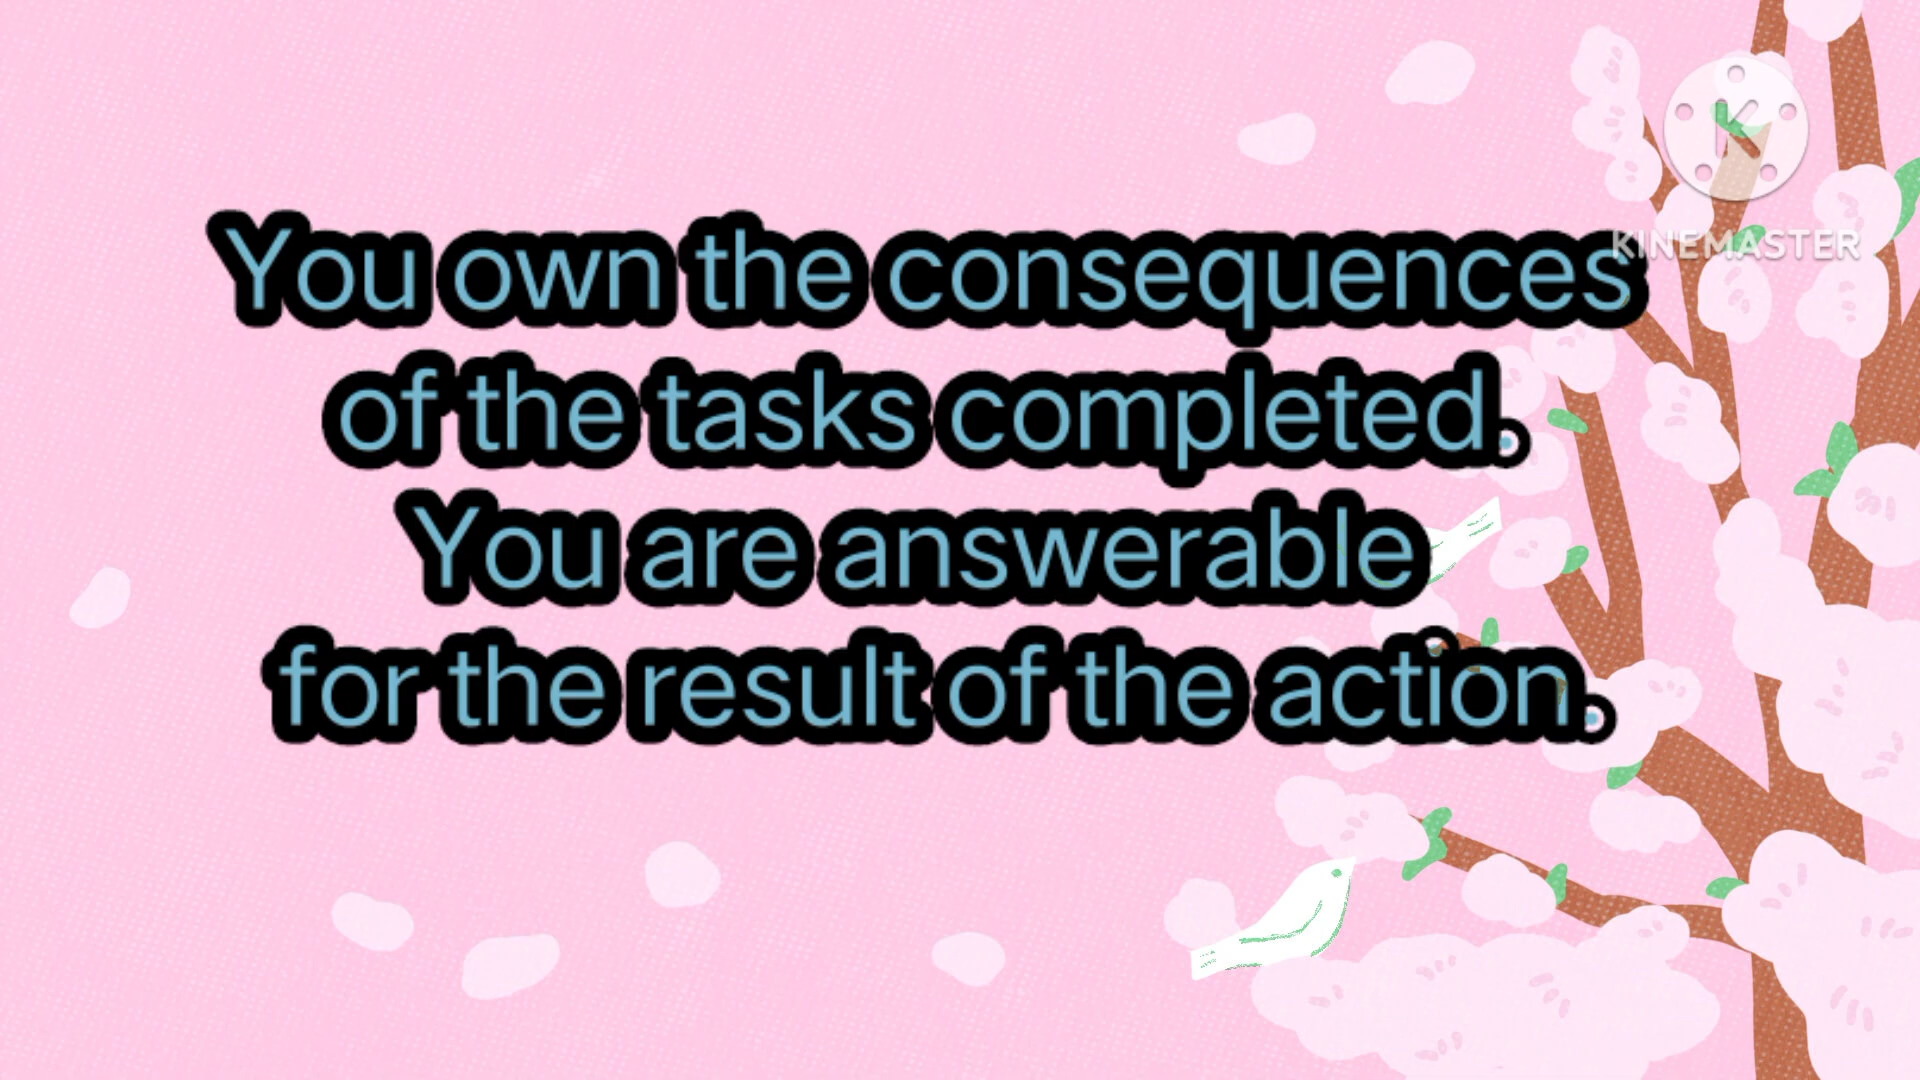 KINEMASTER
You own the consequences
of the tasks completed.
You are answerable
for the result of the action.